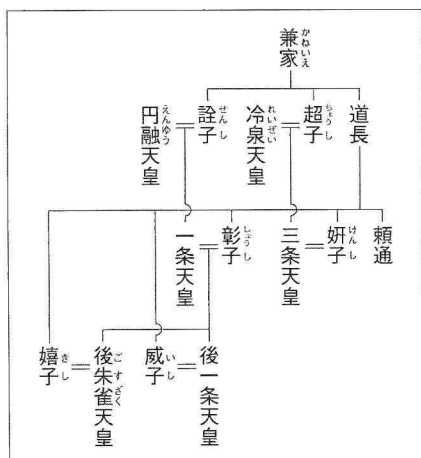 兼家
かねいえ
道長
超子
ちょうし
冷泉天皇
れいぜい
詮子
せんし
円融天皇
えんゆう
頼通
妍子
けんし
三条天皇
彰子
しょうし
一条天皇
後一条天皇
威子
いし
後朱雀天皇
ごすざく
嬉子
きし